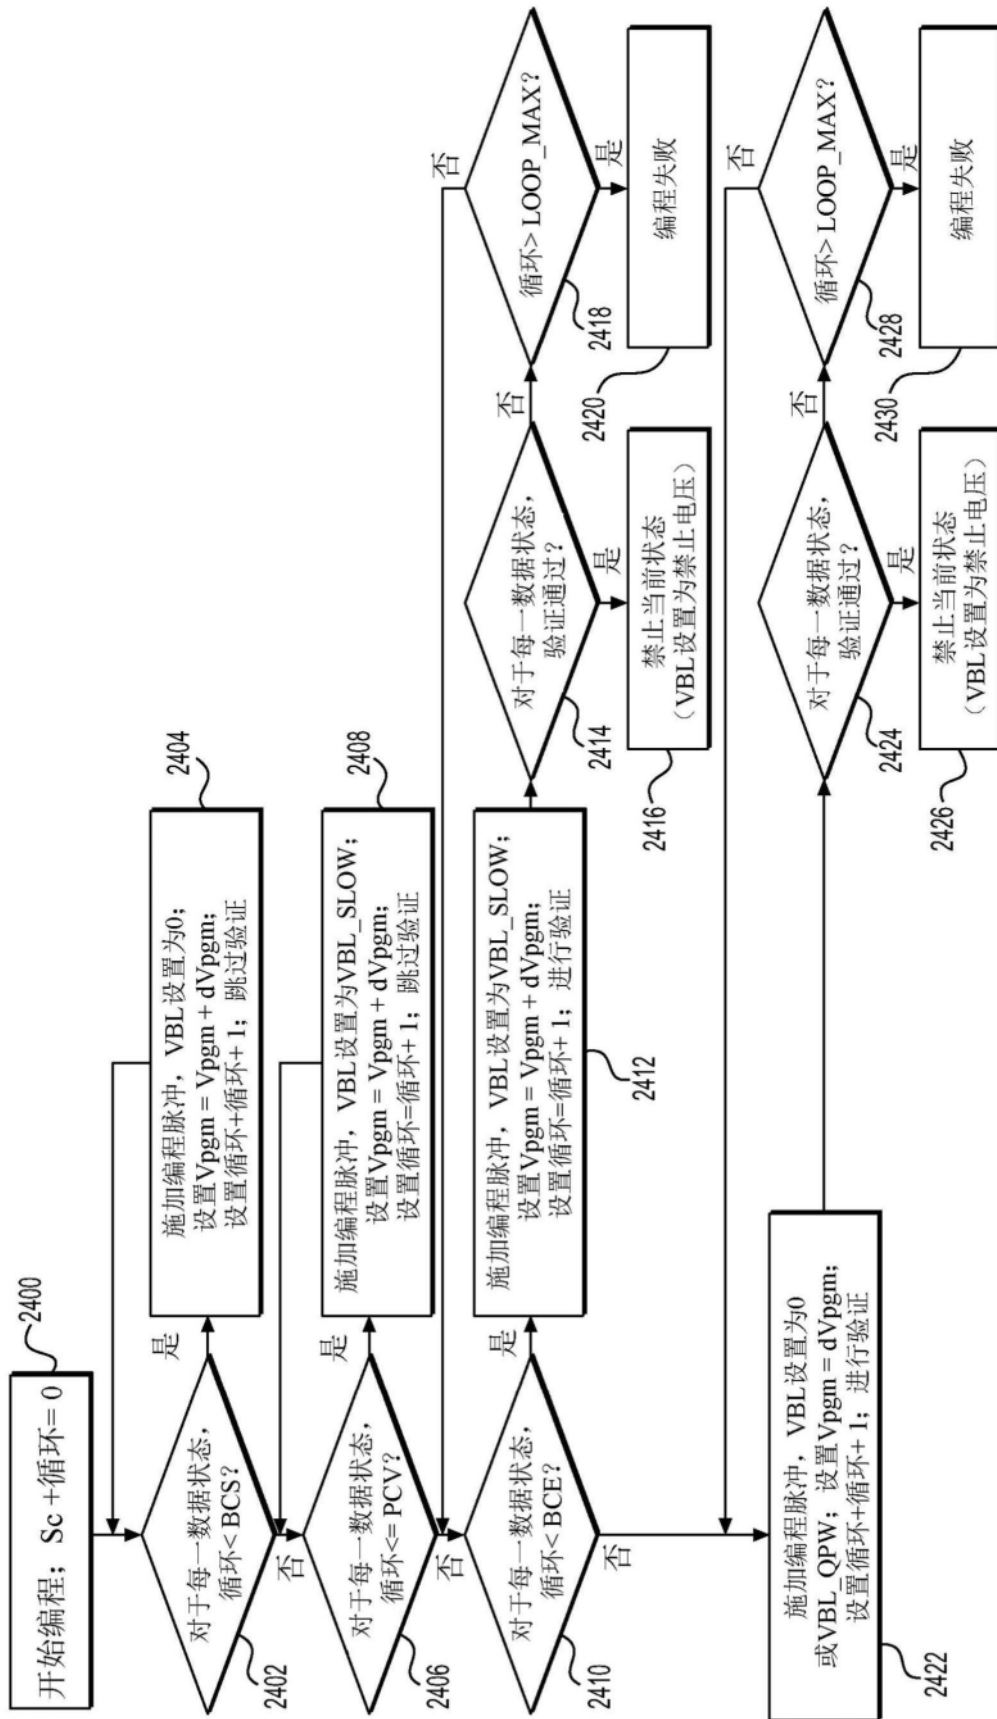 开始编程；Sc +循环= 0
2400
对于每一数据状态，
循环< BCS？
2402
是
否
施加编程脉冲，VBL设置为0；
设置Vpgm = Vpgm + dVpgm；
设置循环+循环+ 1；跳过验证
2404
对于每一数据状态，
循环<= PCV？
2406
是
否
施加编程脉冲，VBL设置为VBL_SLOW；
设置Vpgm = Vpgm + dVpgm；
设置循环=循环+ 1；跳过验证
2408
对于每一数据状态，
循环< BCE？
2410
是
否
施加编程脉冲，VBL设置为VBL_SLOW；
设置Vpgm = Vpgm + dVpgm；
设置循环=循环+ 1；进行验证
2412
对于每一数据状态，
验证通过？
2414
否
是
禁止当前状态
（VBL设置为禁止电压）
2416
循环> LOOP_MAX？
2418
否
是
编程失败
2420
施加编程脉冲，VBL设置为0
或VBL_QPW；设置Vpgm = dVpgm；
设置循环+循环+ 1；进行验证
2422
对于每一数据状态，
验证通过？
2424
否
是
禁止当前状态
（VBL设置为禁止电压）
2426
循环> LOOP_MAX？
2428
否
是
编程失败
2430